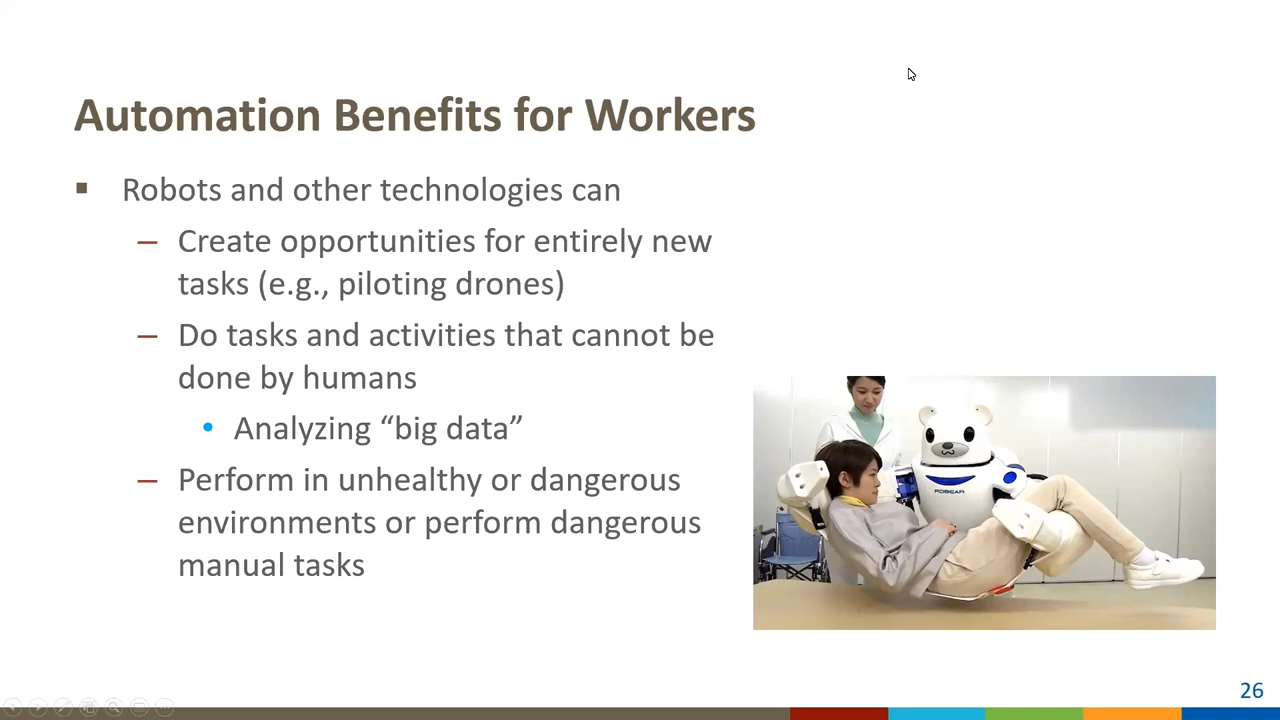 Automation Benefits for Workers
▪ Robots and other technologies can
– Create opportunities for entirely new
tasks (e.g., piloting drones)
– Do tasks and activities that cannot be
done by humans
• Analyzing “big data”
– Perform in unhealthy or dangerous
environments or perform dangerous
manual tasks
ROBEAR
26